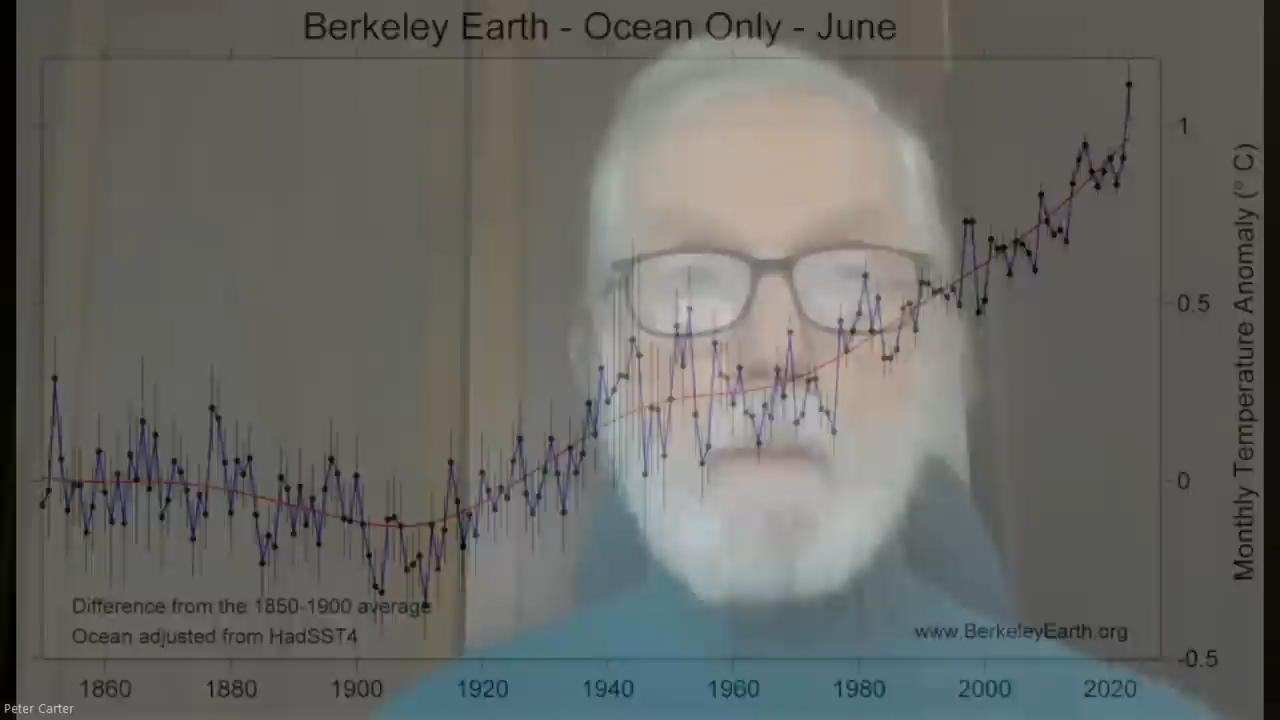 Berkeley Earth - Ocean Only - June
1
0.5
0
-0.5
Monthly Temperature Anomaly (° C)
Difference from the 1850-1900 average
Ocean adjusted from HadSST4
www.BerkeleyEarth.org
1860 1880 1900 1920 1940 1960 1980 2000 2020
Peter Carter